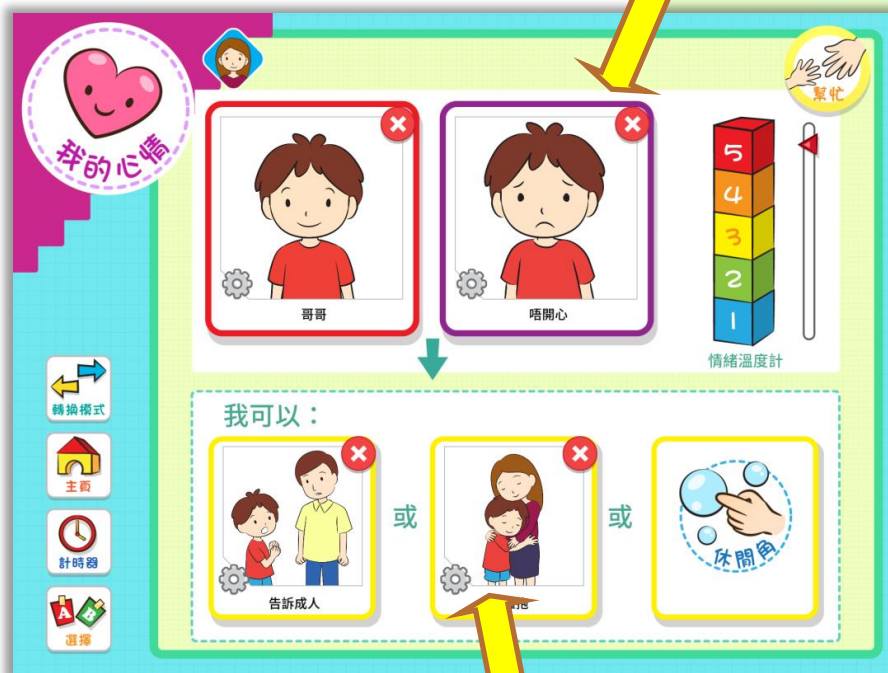 我的心情
幫忙
哥哥
唔開心
5
4
3
2
1
情緒溫度計
轉換模式
主頁
計時器
A B
選擇
我可以：
告訴成人
或
抱
或
休閒角